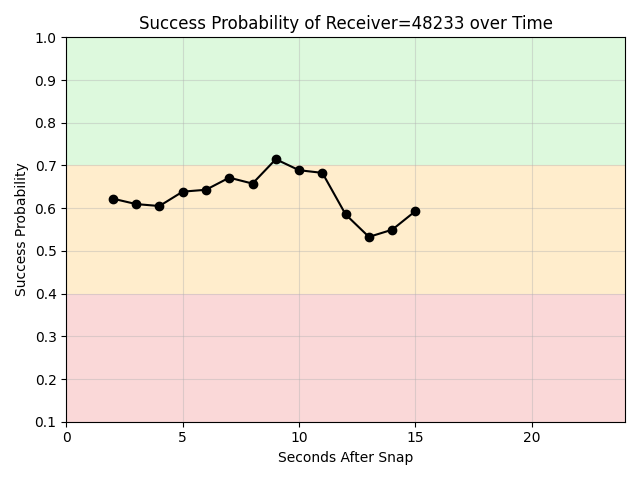 Success Probability of Receiver=48233 over Time
1.0
0.9
0.8
0.7
0.6
0.5
0.4
0.3
0.2
0.1
Success Probability
0 5 10 15 20
Seconds After Snap